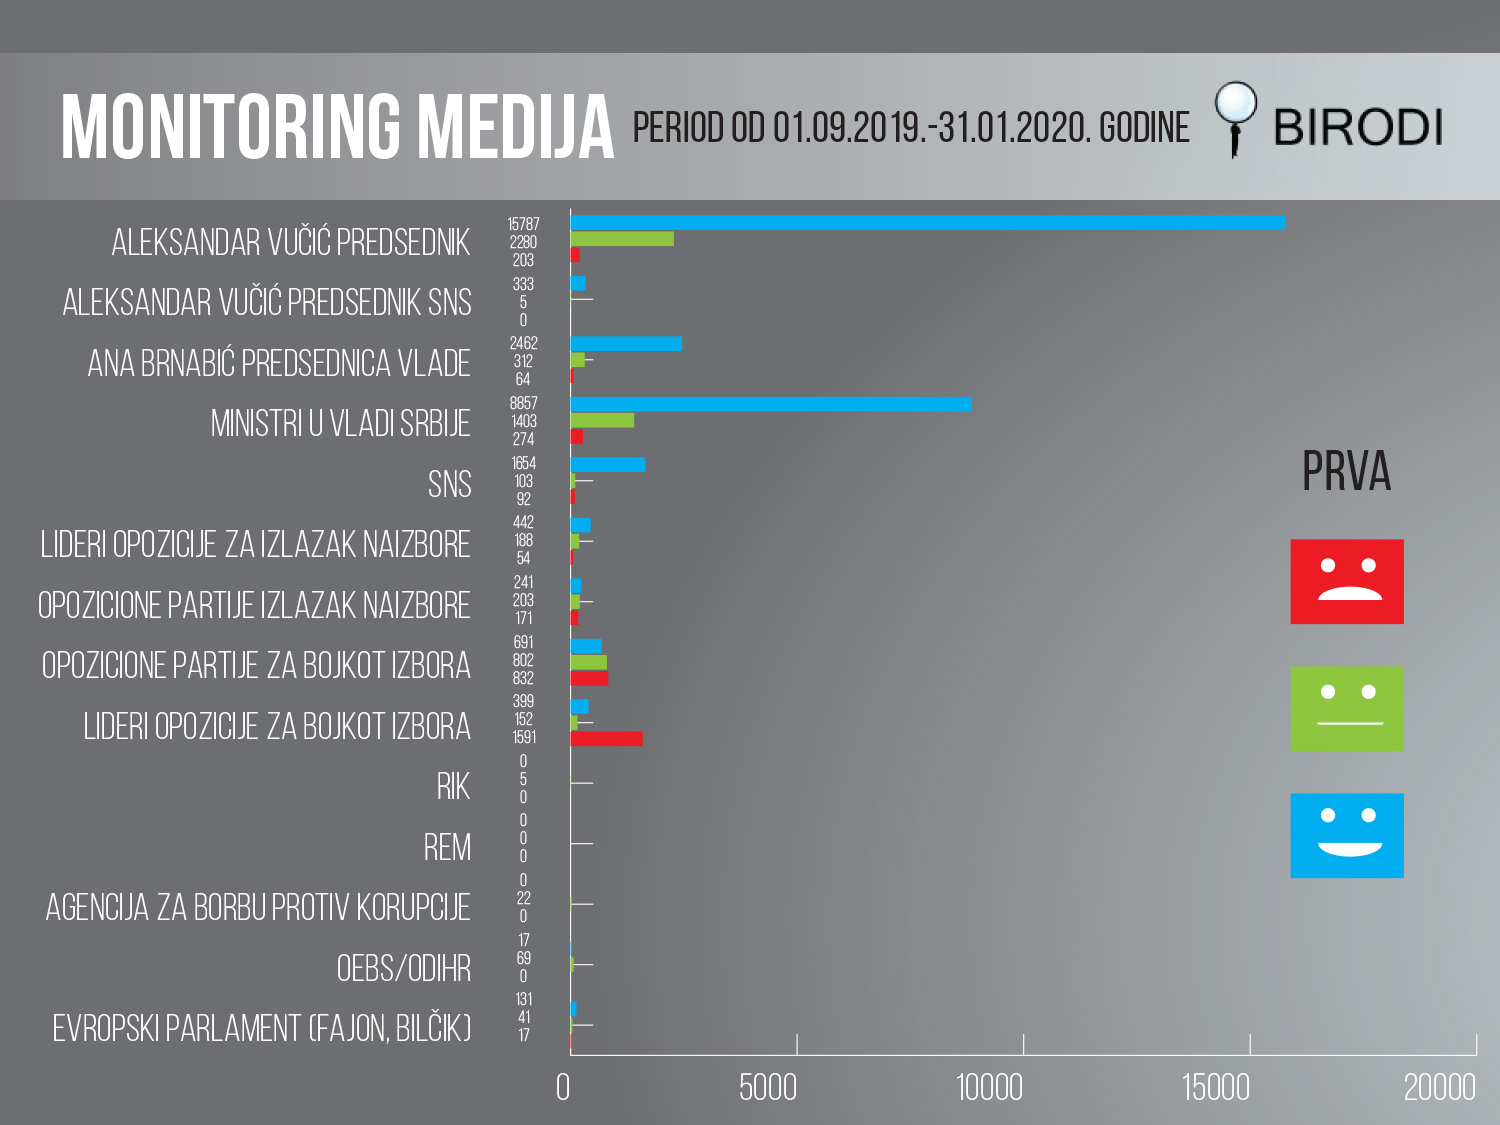 MONITORING MEDIJA PERIOD OD 01.09.2019.-31.01.2020. GODINE BIRODI
ALEKSANDAR VUČIĆ PREDSEDNIK
15787
2280
203
ALEKSANDAR VUČIĆ PREDSEDNIK SNS
333
5
0
ANA BRNABIĆ PREDSEDNICA VLADE
2462
312
64
MINISTRI U VLADI SRBIJE
8857
1403
274
SNS
1654
103
92
LIDERI OPOZICIJE ZA IZLAZAK NAIZBORE
442
188
54
OPOZICIONE PARTIJE IZLAZAK NAIZBORE
241
203
171
OPOZICIONE PARTIJE ZA BOJKOT IZBORA
691
802
832
LIDERI OPOZICIJE ZA BOJKOT IZBORA
399
152
1591
RIK
0
5
0
REM
0
0
0
AGENCIJA ZA BORBU PROTIV KORUPCIJE
0
22
0
OEBS/ODIHR
17
69
0
EVROPSKI PARLAMENT (FAJON, BILČIK)
131
41
17
PRVA
0 5000 10000 15000 20000